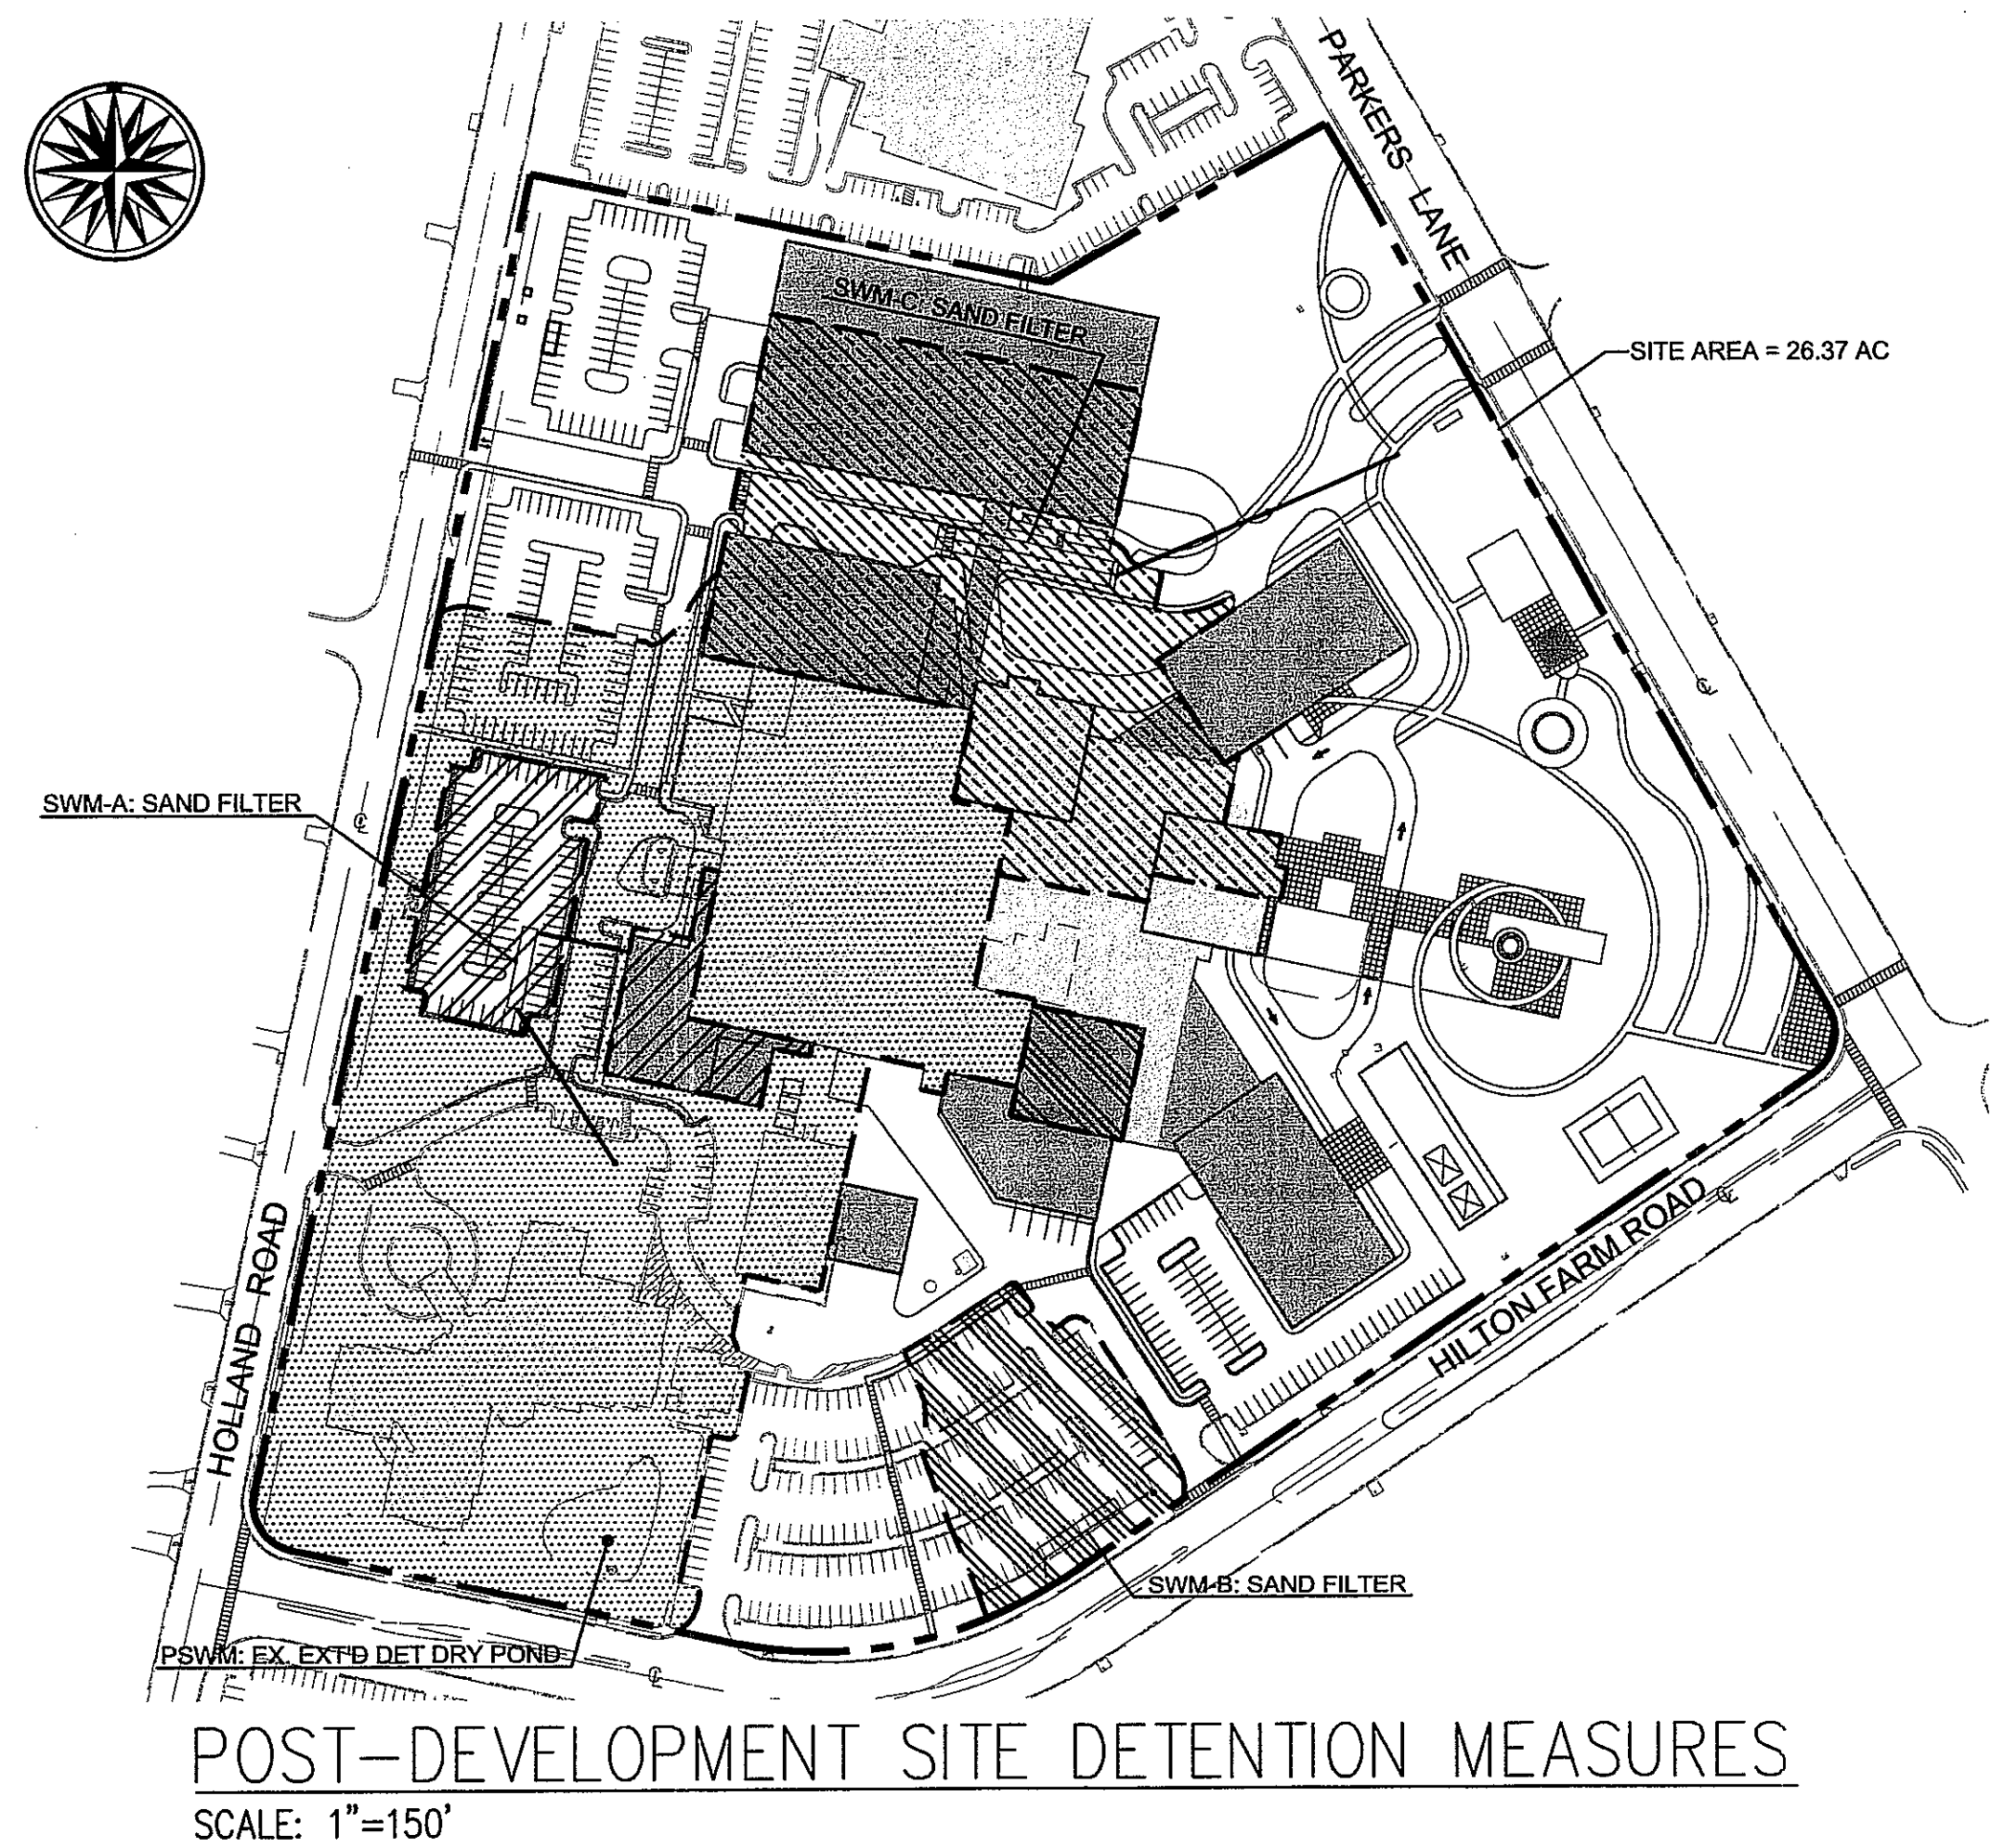 PARKERS LANE
SWM-C: SAND FILTER
SITE AREA = 26.37 AC
SWM-A: SAND FILTER
HOLLAND ROAD
HILTON FARM ROAD
SWM-B: SAND FILTER
PSWM: EX. EXT'D DET DRY POND
POST-DEVELOPMENT SITE DETENTION MEASURES
SCALE: 1"=150'